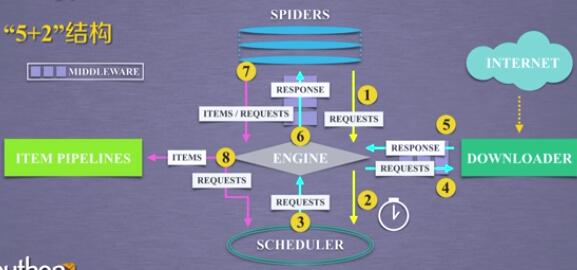 SPIDERS
“5+2”结构
7
MIDDLEWARE
RESPONSE
1
INTERNET
ITEMS / REQUESTS
REQUESTS
6
5
RESPONSE
ITEM PIPELINES
ITEMS
8
ENGINE
REQUESTS
DOWNLOADER
REQUESTS
4
REQUESTS
2
3
SCHEDULER